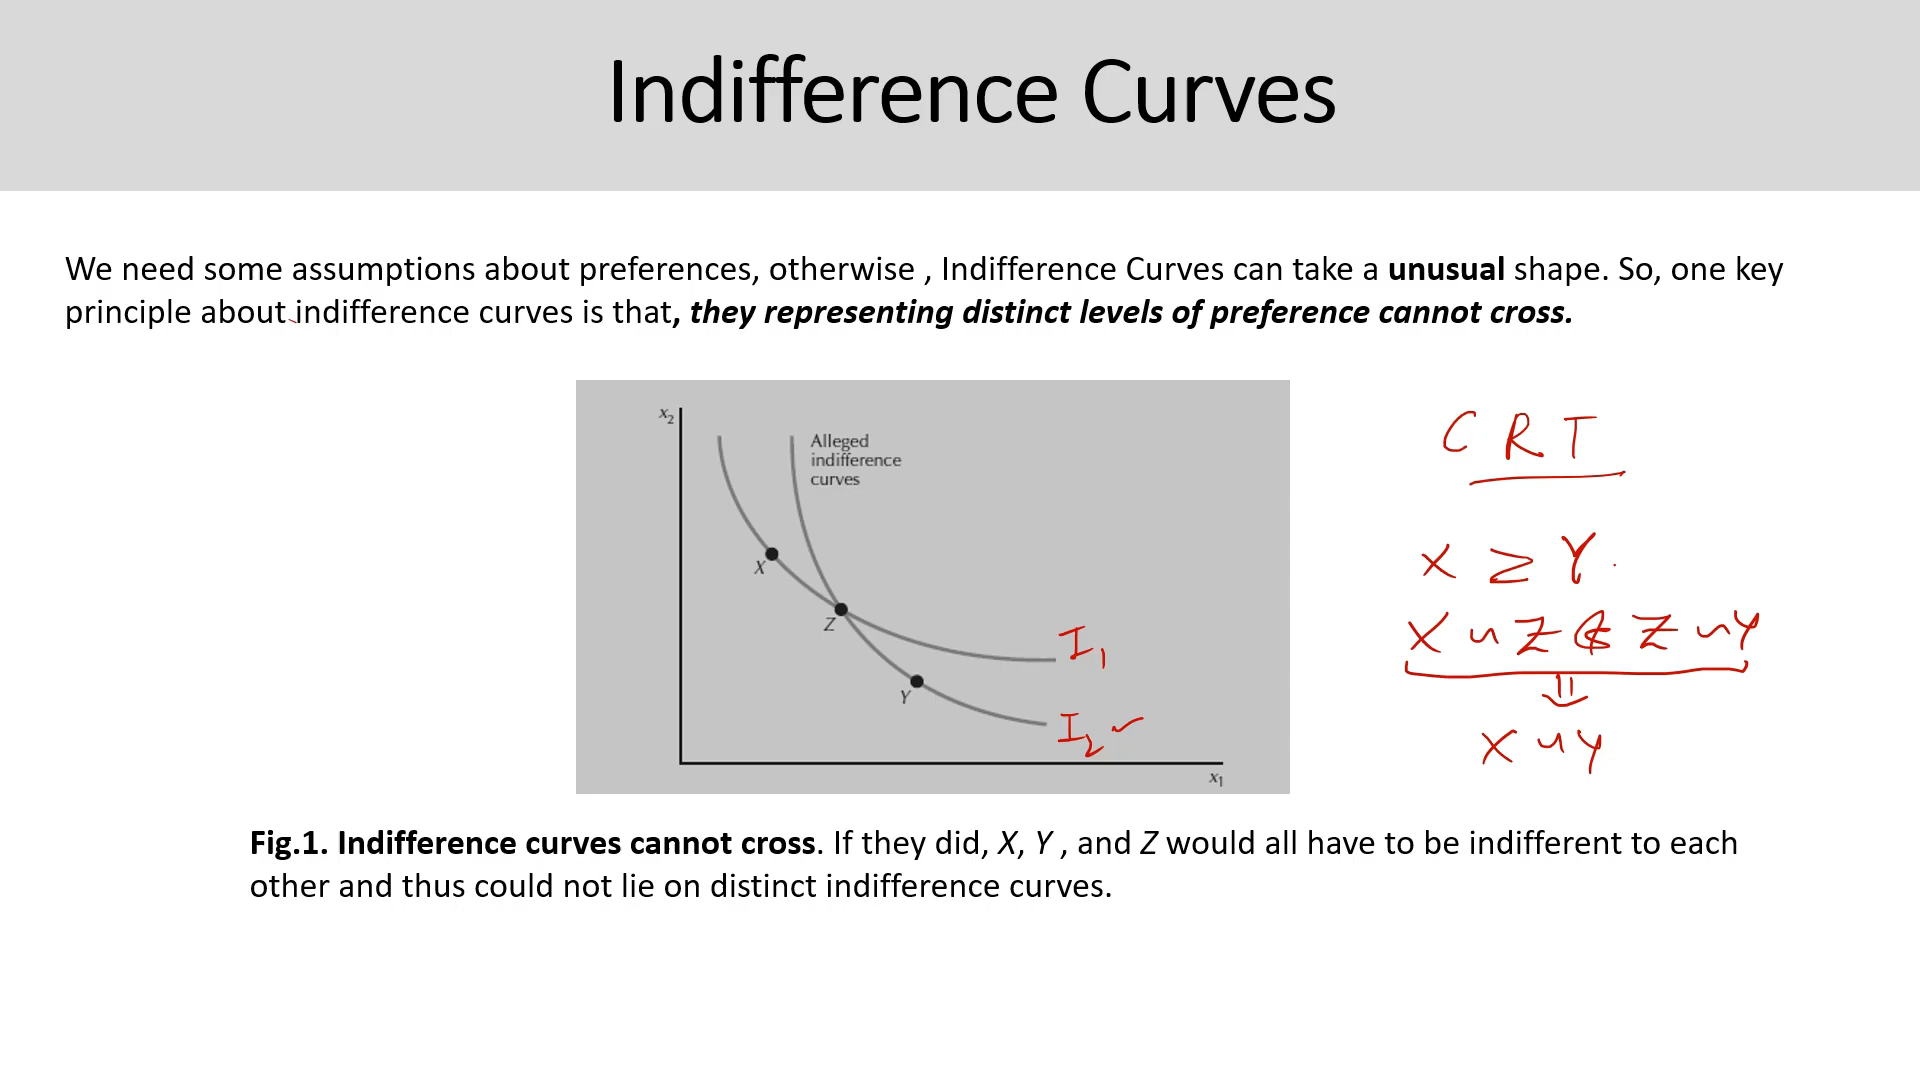 Indifference Curves
We need some assumptions about preferences, otherwise , Indifference Curves can take a unusual shape. So, one key
principle about indifference curves is that, they representing distinct levels of preference cannot cross.
x2
Alleged
indifference
curves
X
Z
Y
I1
I2
x1
C R T
X ≥ Y
X ~ Z & Z ~ Y
⇓
X ~ Y
Fig.1. Indifference curves cannot cross. If they did, X, Y , and Z would all have to be indifferent to each
other and thus could not lie on distinct indifference curves.